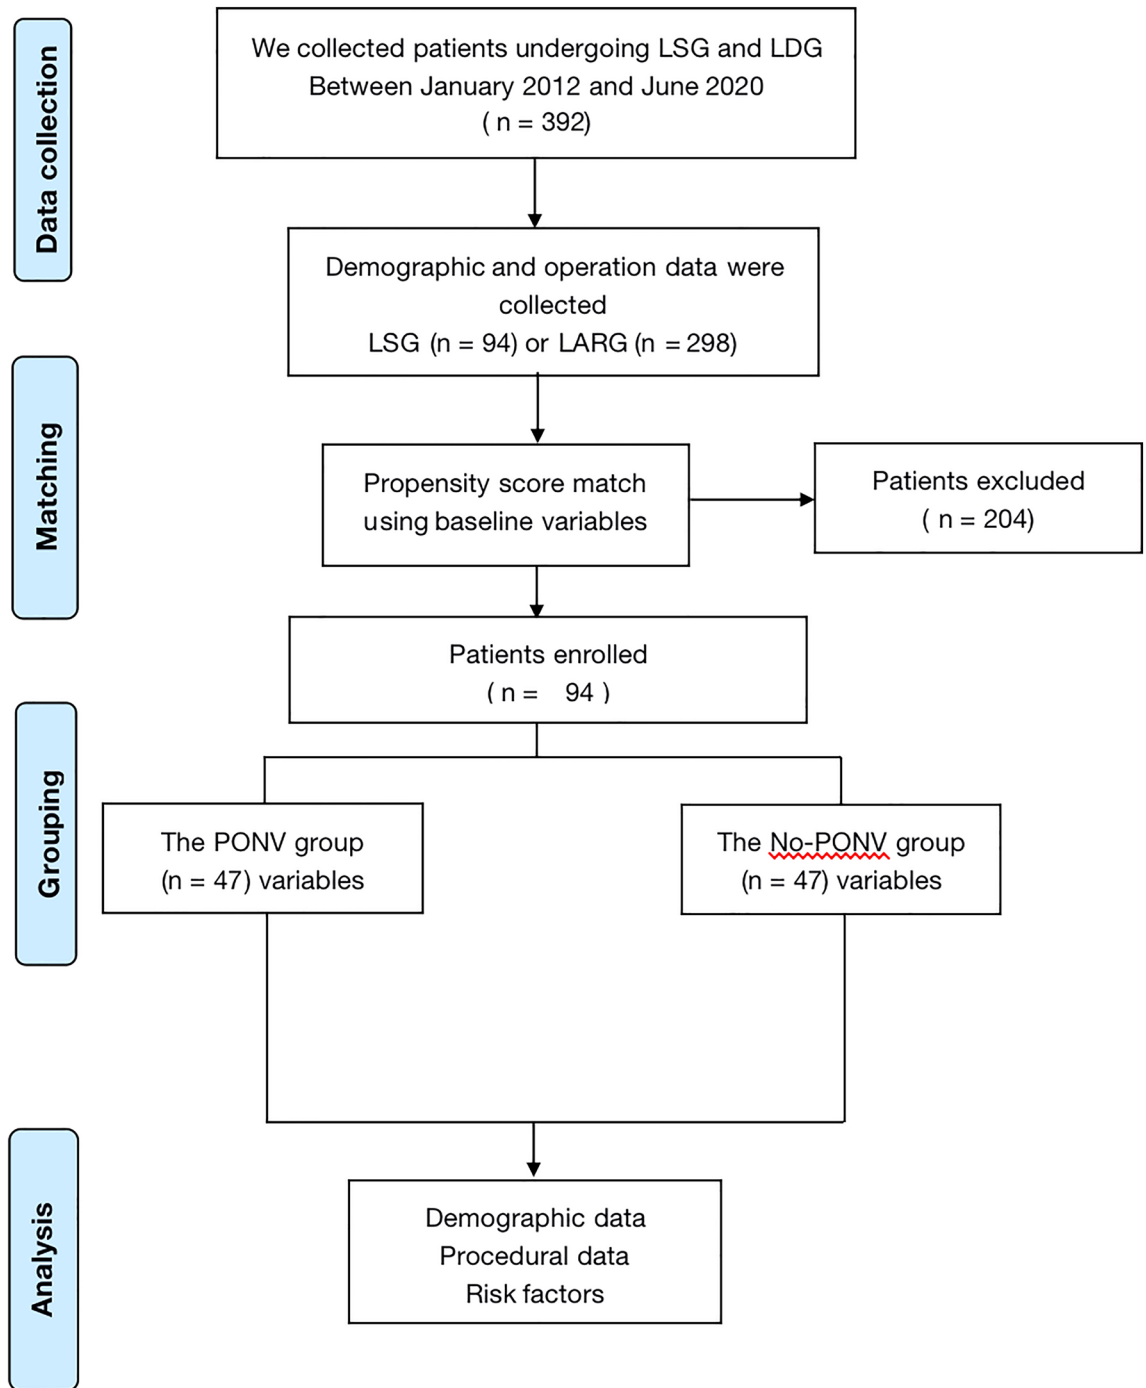 Data collection
We collected patients undergoing LSG and LDG
Between January 2012 and June 2020
( n = 392)
Demographic and operation data were
collected
LSG (n = 94) or LARG (n = 298)
Matching
Propensity score match
using baseline variables
Patients excluded
( n = 204)
Patients enrolled
( n = 94 )
Grouping
The PONV group
(n = 47) variables
The No-PONV group
(n = 47) variables
Analysis
Demographic data
Procedural data
Risk factors